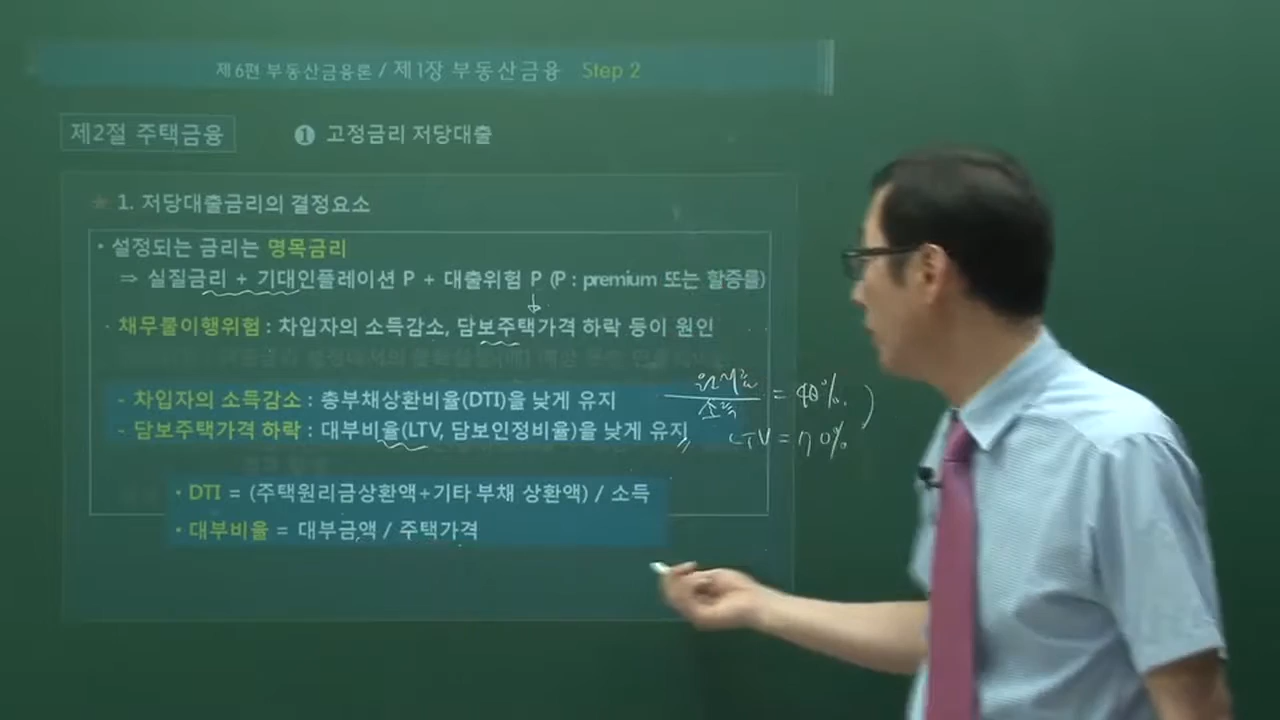 제6편 부동산금융론 / 제1장 부동산금융 Step 2
제2절 주택금융 ❶ 고정금리 저당대출
★ 1. 저당대출금리의 결정요소
• 설정되는 금리는 명목금리
⇒ 실질금리 + 기대인플레이션 P + 대출위험 P (P : premium 또는 할증률)
· 채무불이행위험 : 차입자의 소득감소, 담보주택가격 하락 등이 원인
- 차입자의 소득감소 : 총부채상환비율(DTI)을 낮게 유지
- 담보주택가격 하락 : 대부비율(LTV, 담보인정비율)을 낮게 유지
소득 = 40%.
LTV = 70%
• DTI = (주택원리금상환액+기타 부채 상환액) / 소득
• 대부비율 = 대부금액 / 주택가격